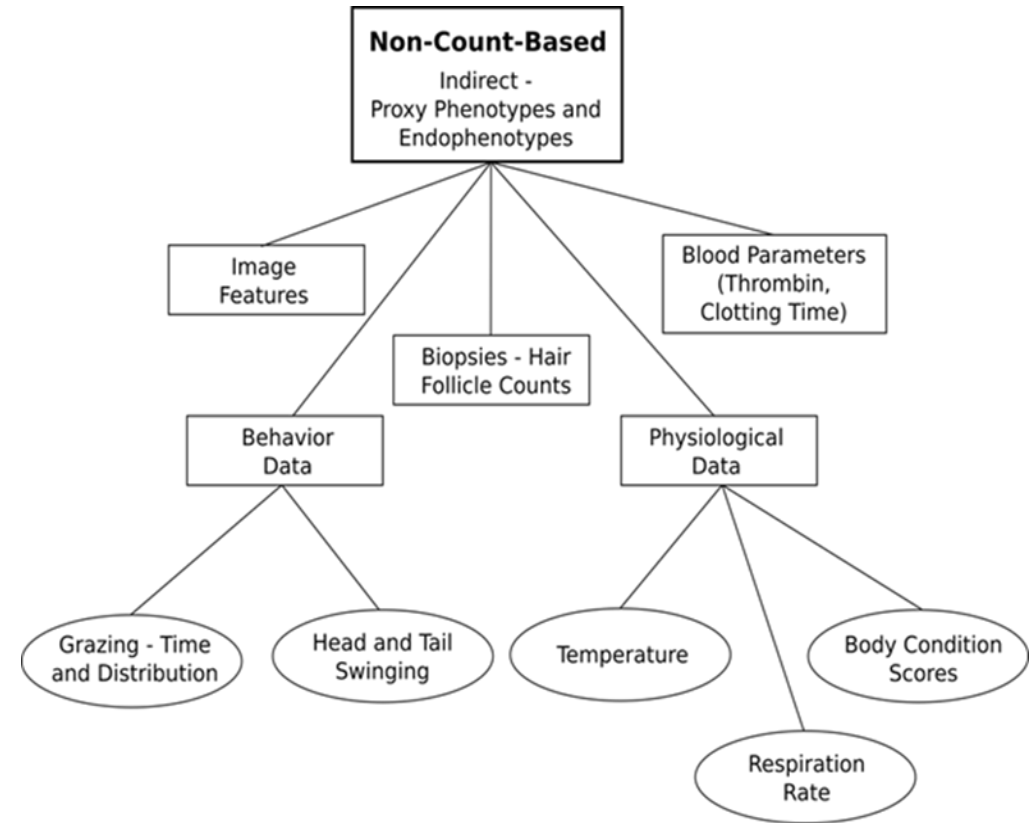 Non-Count-Based
Indirect -
Proxy Phenotypes and
Endophenotypes
Image
Features
Blood Parameters
(Thrombin,
Clotting Time)
Biopsies - Hair
Follicle Counts
Behavior
Data
Physiological
Data
Grazing - Time
and Distribution
Head and Tail
Swinging
Temperature
Body Condition
Scores
Respiration
Rate